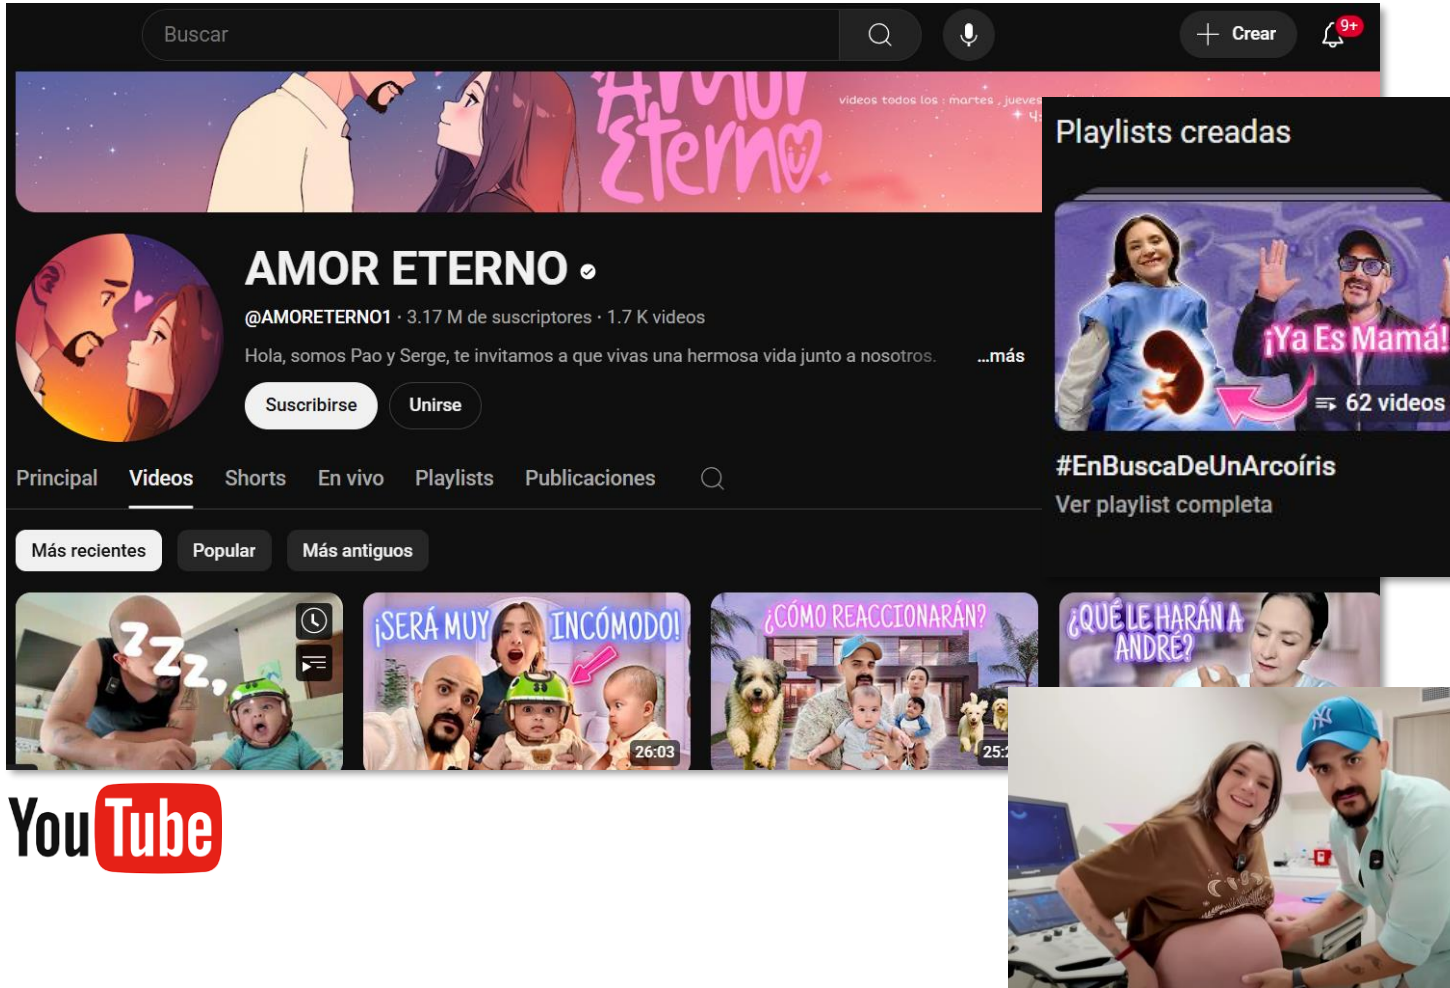 Buscar
Crear
9+
Amor
Eterno
videos todos los : martes , jueves
AMOR ETERNO
@AMORETERNO1 · 3.17 M de suscriptores · 1.7 K videos
Hola, somos Pao y Serge, te invitamos a que vivas una hermosa vida junto a nosotros. ...más
Suscribirse
Unirse
Principal
Videos
Shorts
En vivo
Playlists
Publicaciones
Más recientes
Popular
Más antiguos
Playlists creadas
¡Ya Es Mamá!
62 videos
#EnBuscaDeUnArcoíris
Ver playlist completa
zzz,
¡SERÁ MUY INCÓMODO!
26:03
¿CÓMO REACCIONARÁN?
¿QUÉ LE HARÁN A
ANDRÉ?
YouTube
NY